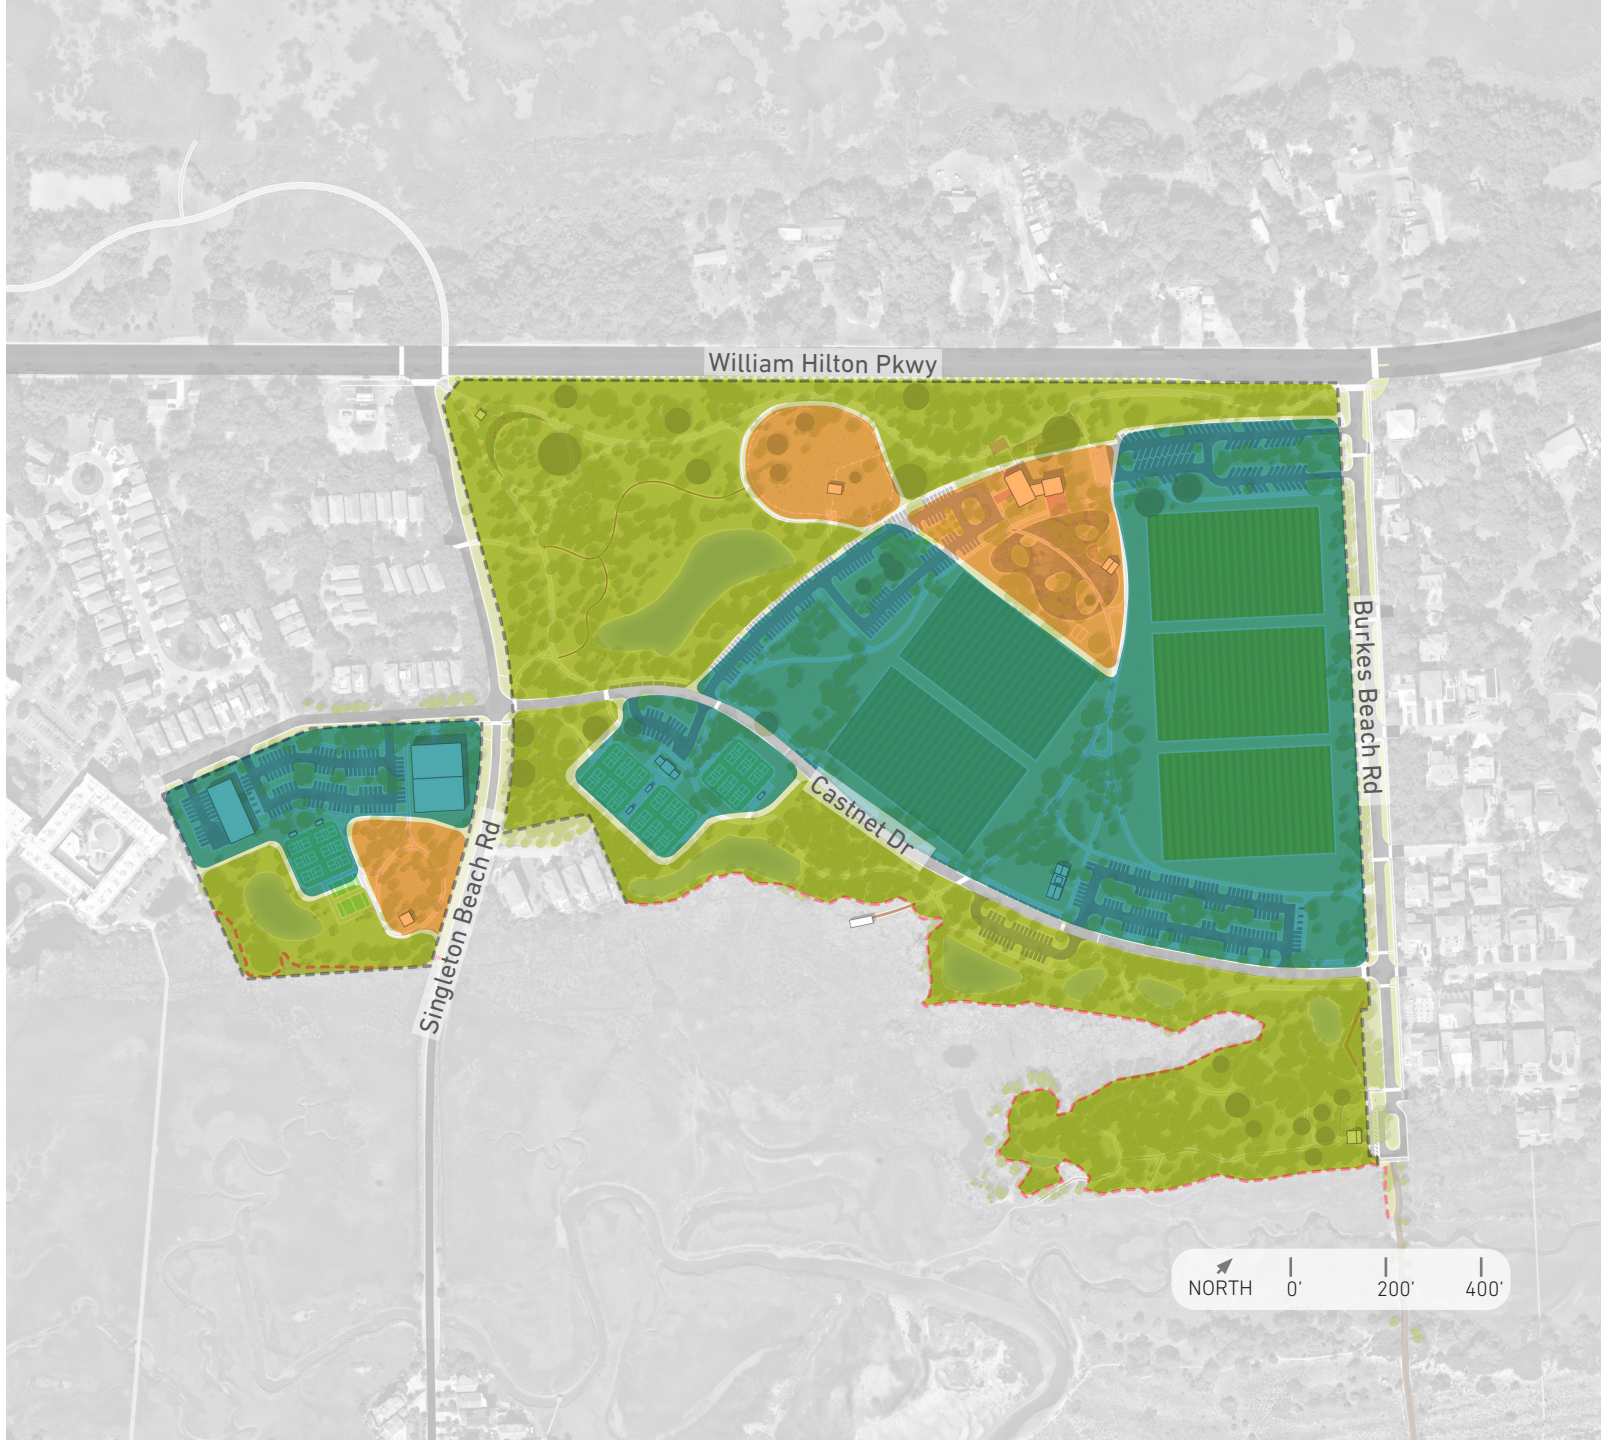 William Hilton Pkwy
Burkes Beach Rd
Castnet Dr
Singleton Beach Rd
NORTH 0' 200' 400'